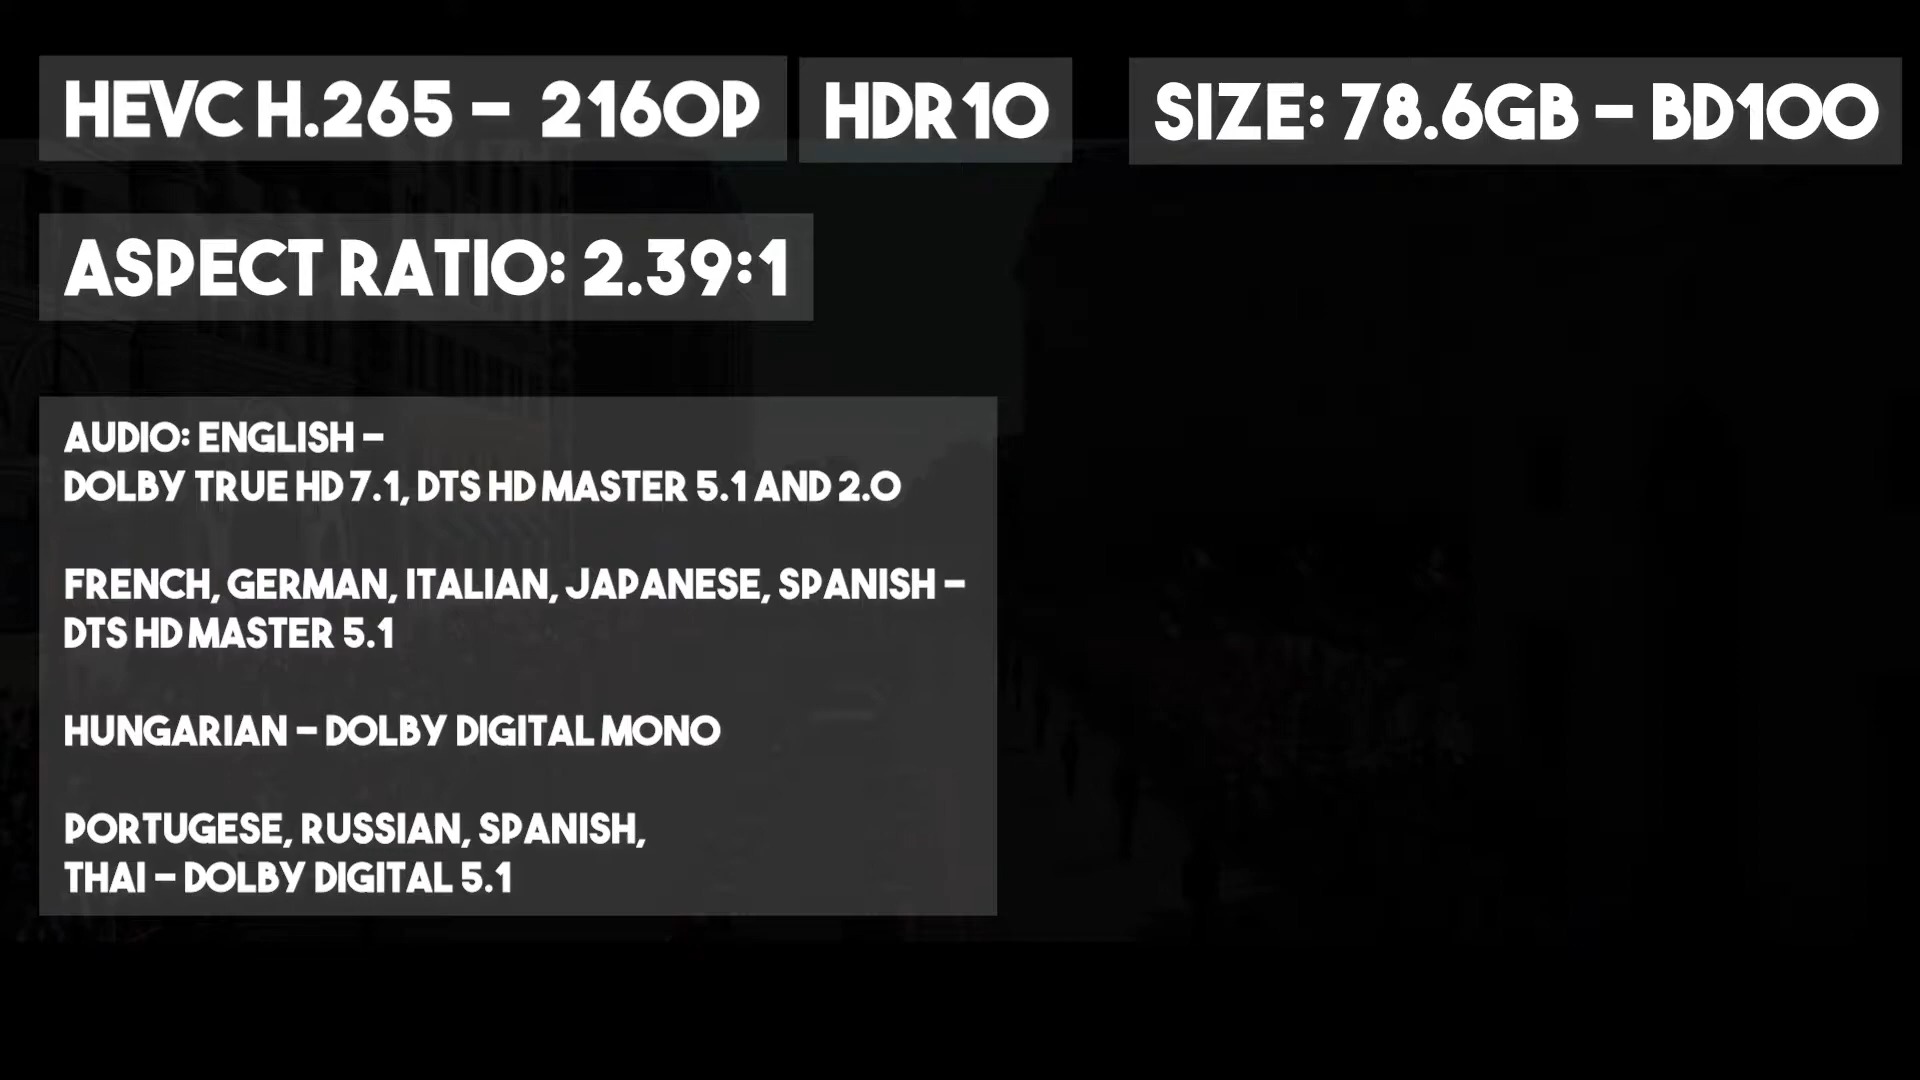 HEVC H.265 - 2160P
HDR10
SIZE: 78.6GB - BD100
ASPECT RATIO: 2.39:1
AUDIO: ENGLISH -
DOLBY TRUE HD 7.1, DTS HD MASTER 5.1 AND 2.0
FRENCH, GERMAN, ITALIAN, JAPANESE, SPANISH -
DTS HD MASTER 5.1
HUNGARIAN - DOLBY DIGITAL MONO
PORTUGESE, RUSSIAN, SPANISH,
THAI - DOLBY DIGITAL 5.1